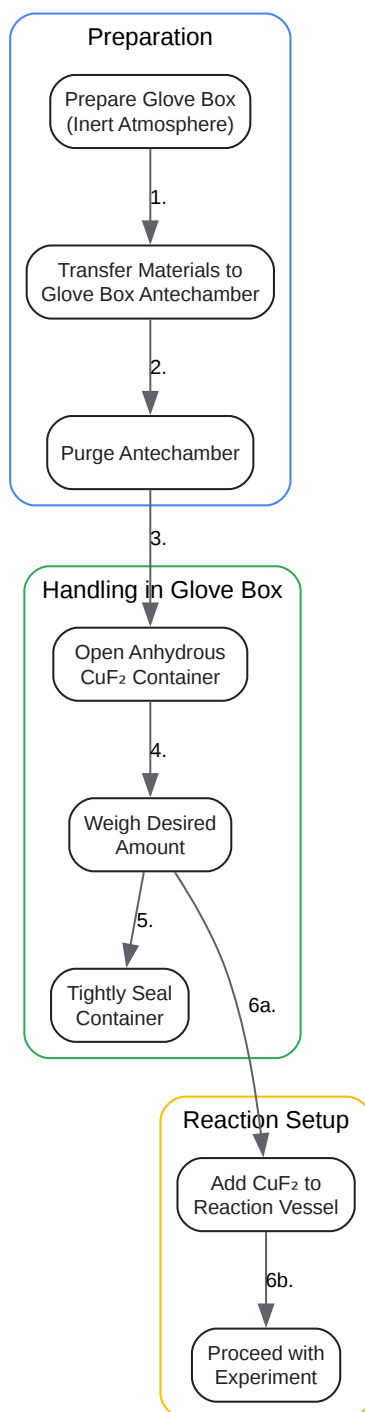 Preparation
Prepare Glove Box
(Inert Atmosphere)
1.
Transfer Materials to
Glove Box Antechamber
2.
Purge Antechamber
3.
Handling in Glove Box
Open Anhydrous
CuF₂ Container
4.
Weigh Desired
Amount
5.
Tightly Seal
Container
6a.
Reaction Setup
Add CuF₂ to
Reaction Vessel
6b.
Proceed with
Experiment